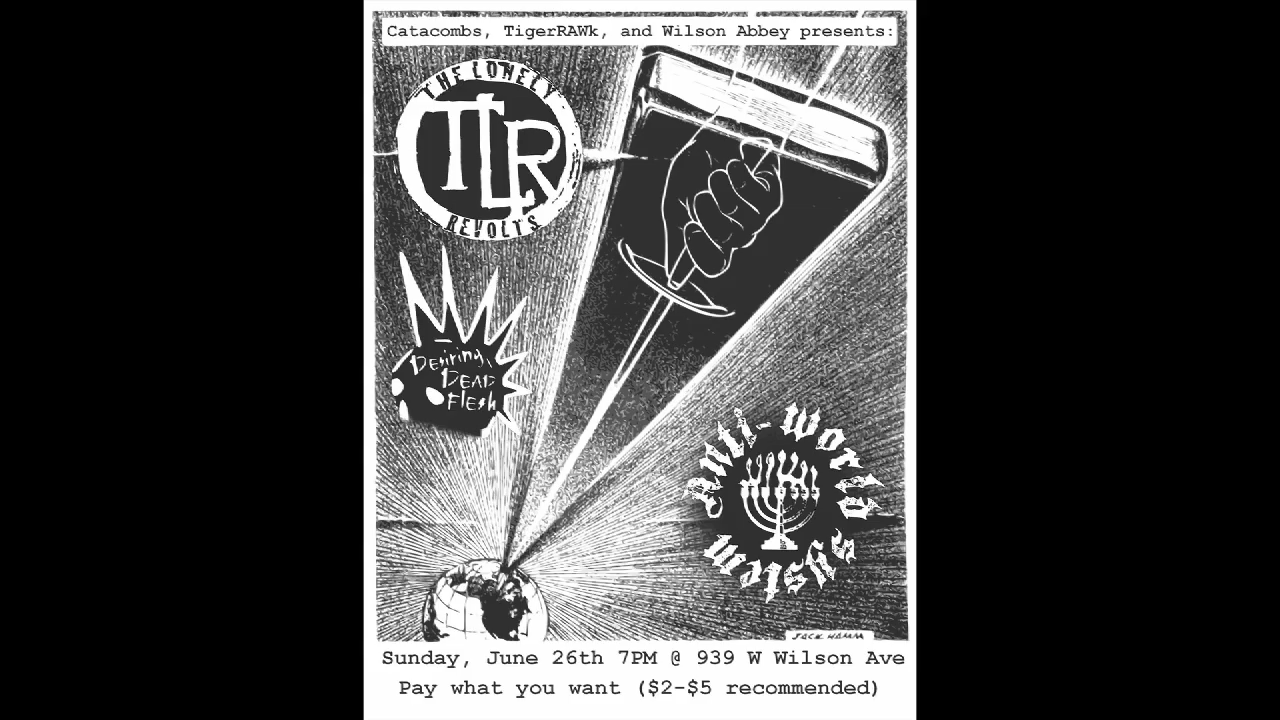 Catacombs, TigerRAWk, and Wilson Abbey presents:
THE LONELY
TLR
REVOLTS
Desiring
DEAD
Flesh
Anti-world
system
JACK HAMM
Sunday, June 26th 7PM @ 939 W Wilson Ave
Pay what you want ($2-$5 recommended)